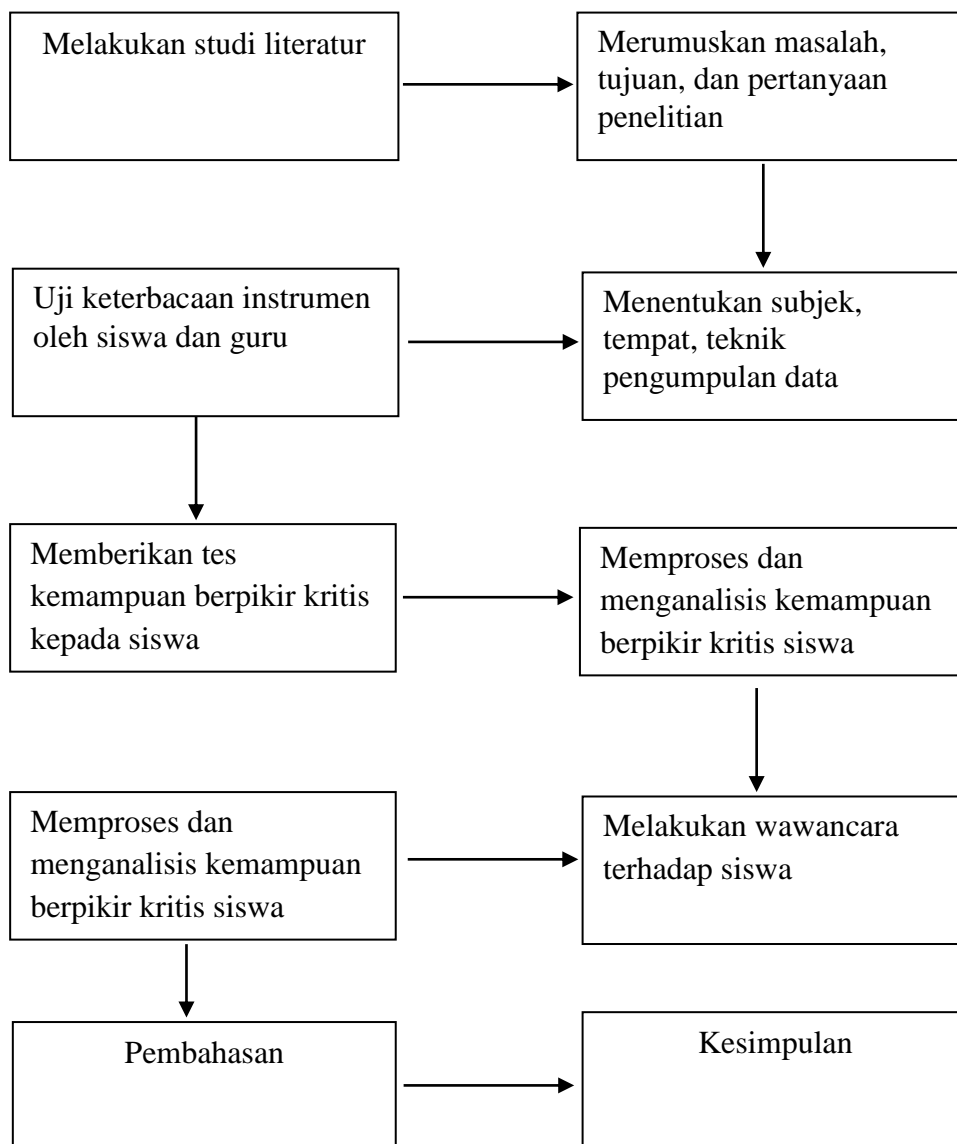 Melakukan studi literatur
Merumuskan masalah,
tujuan, dan pertanyaan
penelitian
Uji keterbacaan instrumen
oleh siswa dan guru
Menentukan subjek,
tempat, teknik
pengumpulan data
Memberikan tes
kemampuan berpikir kritis
kepada siswa
Memproses dan
menganalisis kemampuan
berpikir kritis siswa
Memproses dan
menganalisis kemampuan
berpikir kritis siswa
Melakukan wawancara
terhadap siswa
Pembahasan
Kesimpulan